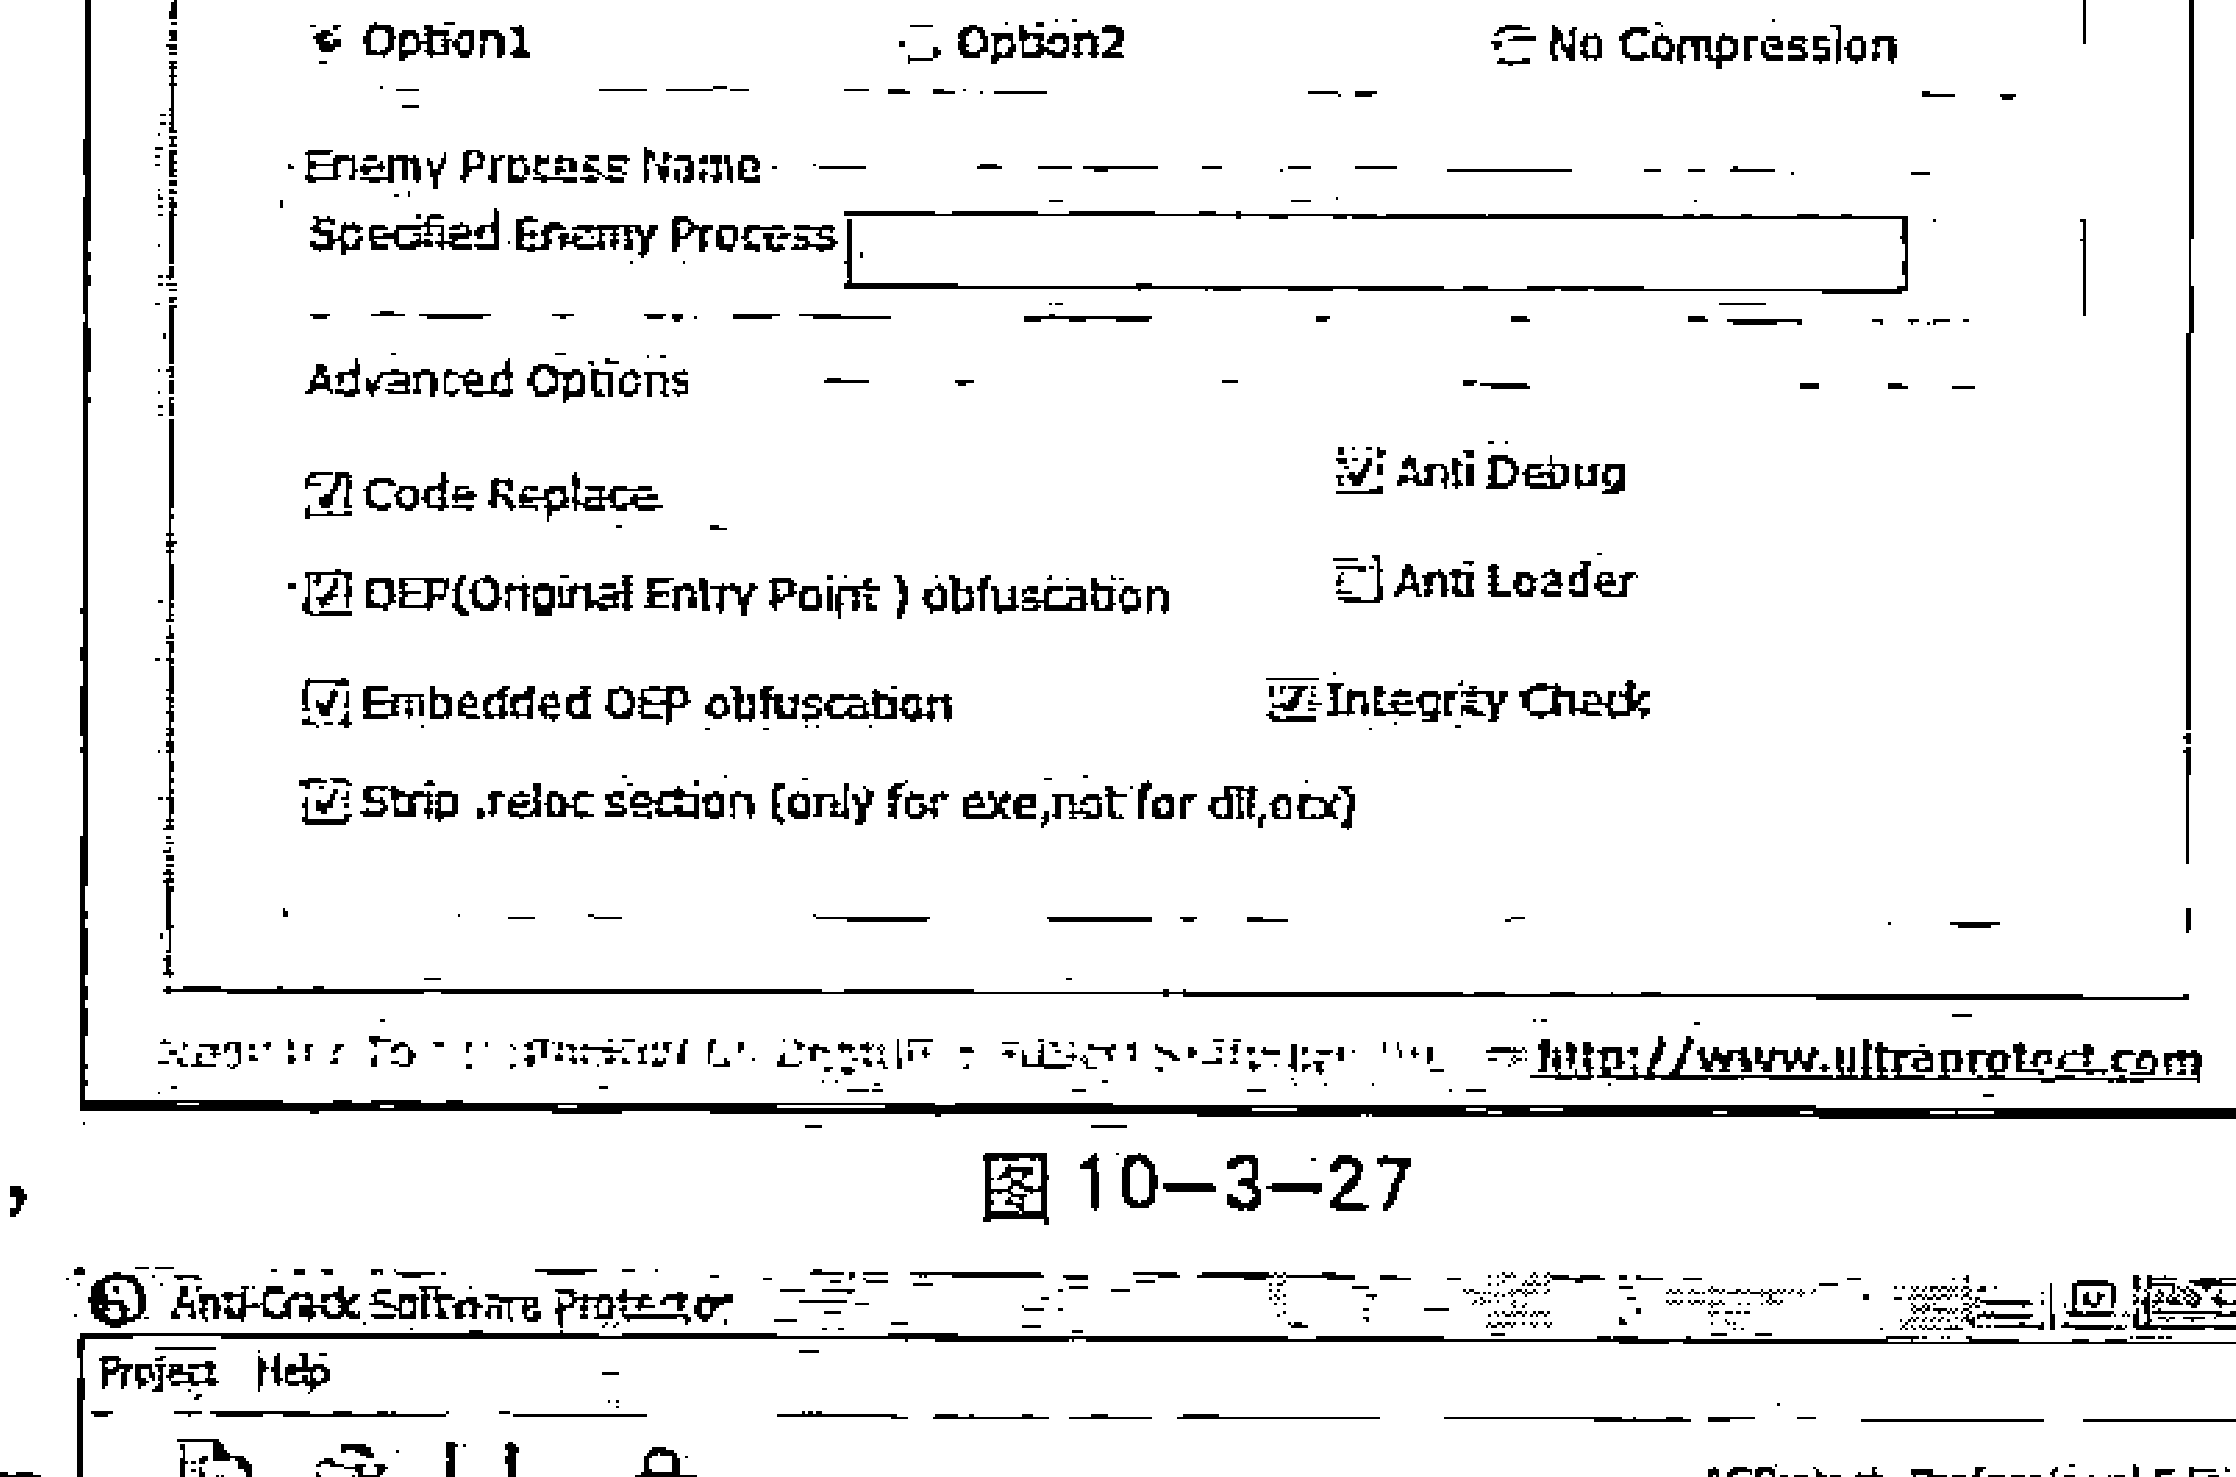 Option1 Option2 No Compression
Enemy Process Name
Specified Enemy Process
Advanced Options
Code Replace Anti Debug
OEP(Original Entry Point ) obfuscation Anti Loader
Embedded OEP obfuscation Integrity Check
Strip .reloc section (only for exe,not for dll,ocx)
http://www.ultraprotect.com
,
图 10-3-27
Anti-Crack Software Protector
Project Help